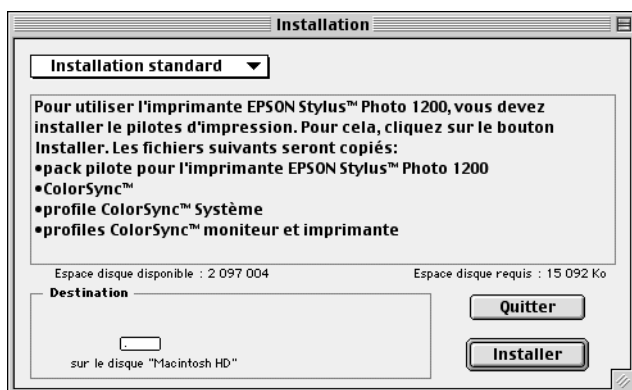 Installation
Installation standard
Pour utiliser l'imprimante EPSON Stylus™ Photo 1200, vous devez
installer le pilotes d'impression. Pour cela, cliquez sur le bouton
Installer. Les fichiers suivants seront copiés:
•pack pilote pour l'imprimante EPSON Stylus™ Photo 1200
•ColorSync™
•profile ColorSync™ Système
•profiles ColorSync™ moniteur et imprimante
Espace disque disponible : 2 097 004
Espace disque requis : 15 092 Ko
Destination
sur le disque "Macintosh HD"
Quitter
Installer